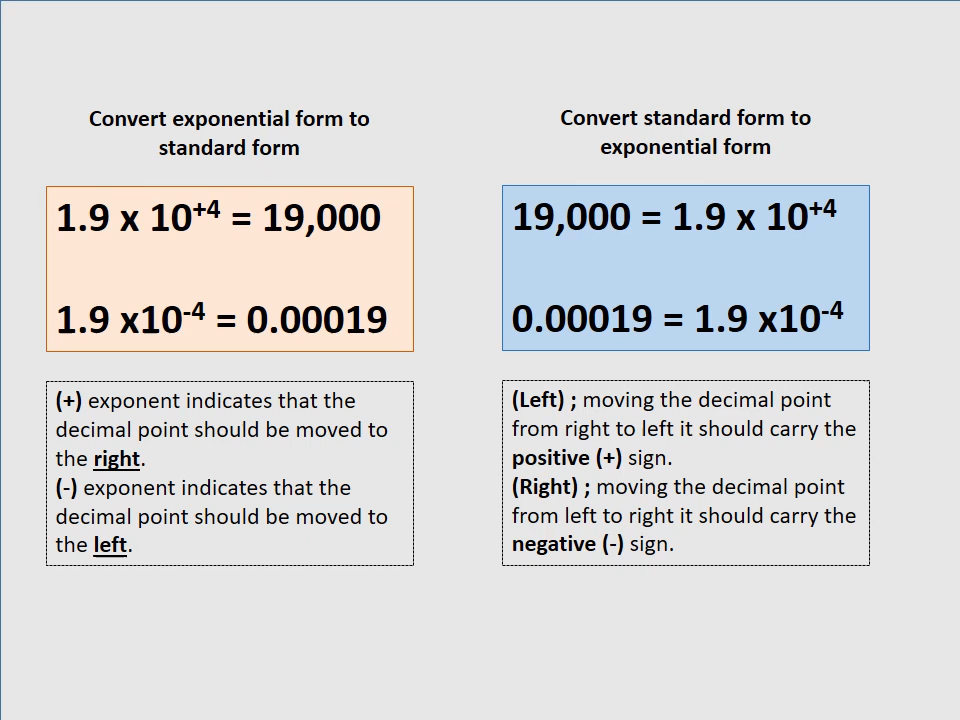 Convert exponential form to
standard form
1.9 x 10⁺⁴ = 19,000
1.9 x10⁻⁴ = 0.00019
(+) exponent indicates that the
decimal point should be moved to
the right.
(-) exponent indicates that the
decimal point should be moved to
the left.
Convert standard form to
exponential form
19,000 = 1.9 x 10⁺⁴
0.00019 = 1.9 x10⁻⁴
(Left) ; moving the decimal point
from right to left it should carry the
positive (+) sign.
(Right) ; moving the decimal point
from left to right it should carry the
negative (-) sign.